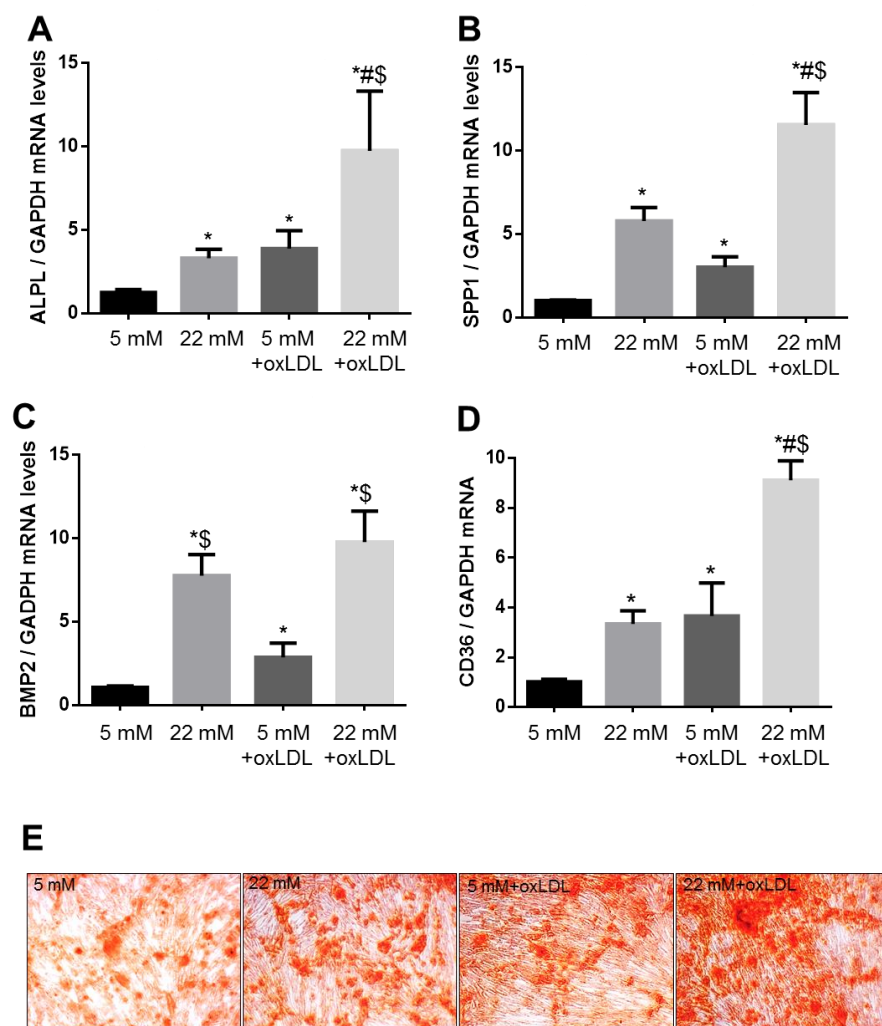 A
ALPL / GAPDH mRNA levels
15
10
5
0
*
*
*#$
5 mM
22 mM
5 mM
+oxLDL
22 mM
+oxLDL
B
SPP1 / GAPDH mRNA levels
15
10
5
0
*
*
*#$
5 mM
22 mM
5 mM
+oxLDL
22 mM
+oxLDL
C
BMP2 / GADPH mRNA levels
15
10
5
0
*$
*
*$
5 mM
22 mM
5 mM
+oxLDL
22 mM
+oxLDL
D
CD36 / GAPDH mRNA
10
8
6
4
2
0
*
*
*#$
5 mM
22 mM
5 mM
+oxLDL
22 mM
+oxLDL
E
5 mM
22 mM
5 mM+oxLDL
22 mM+oxLDL